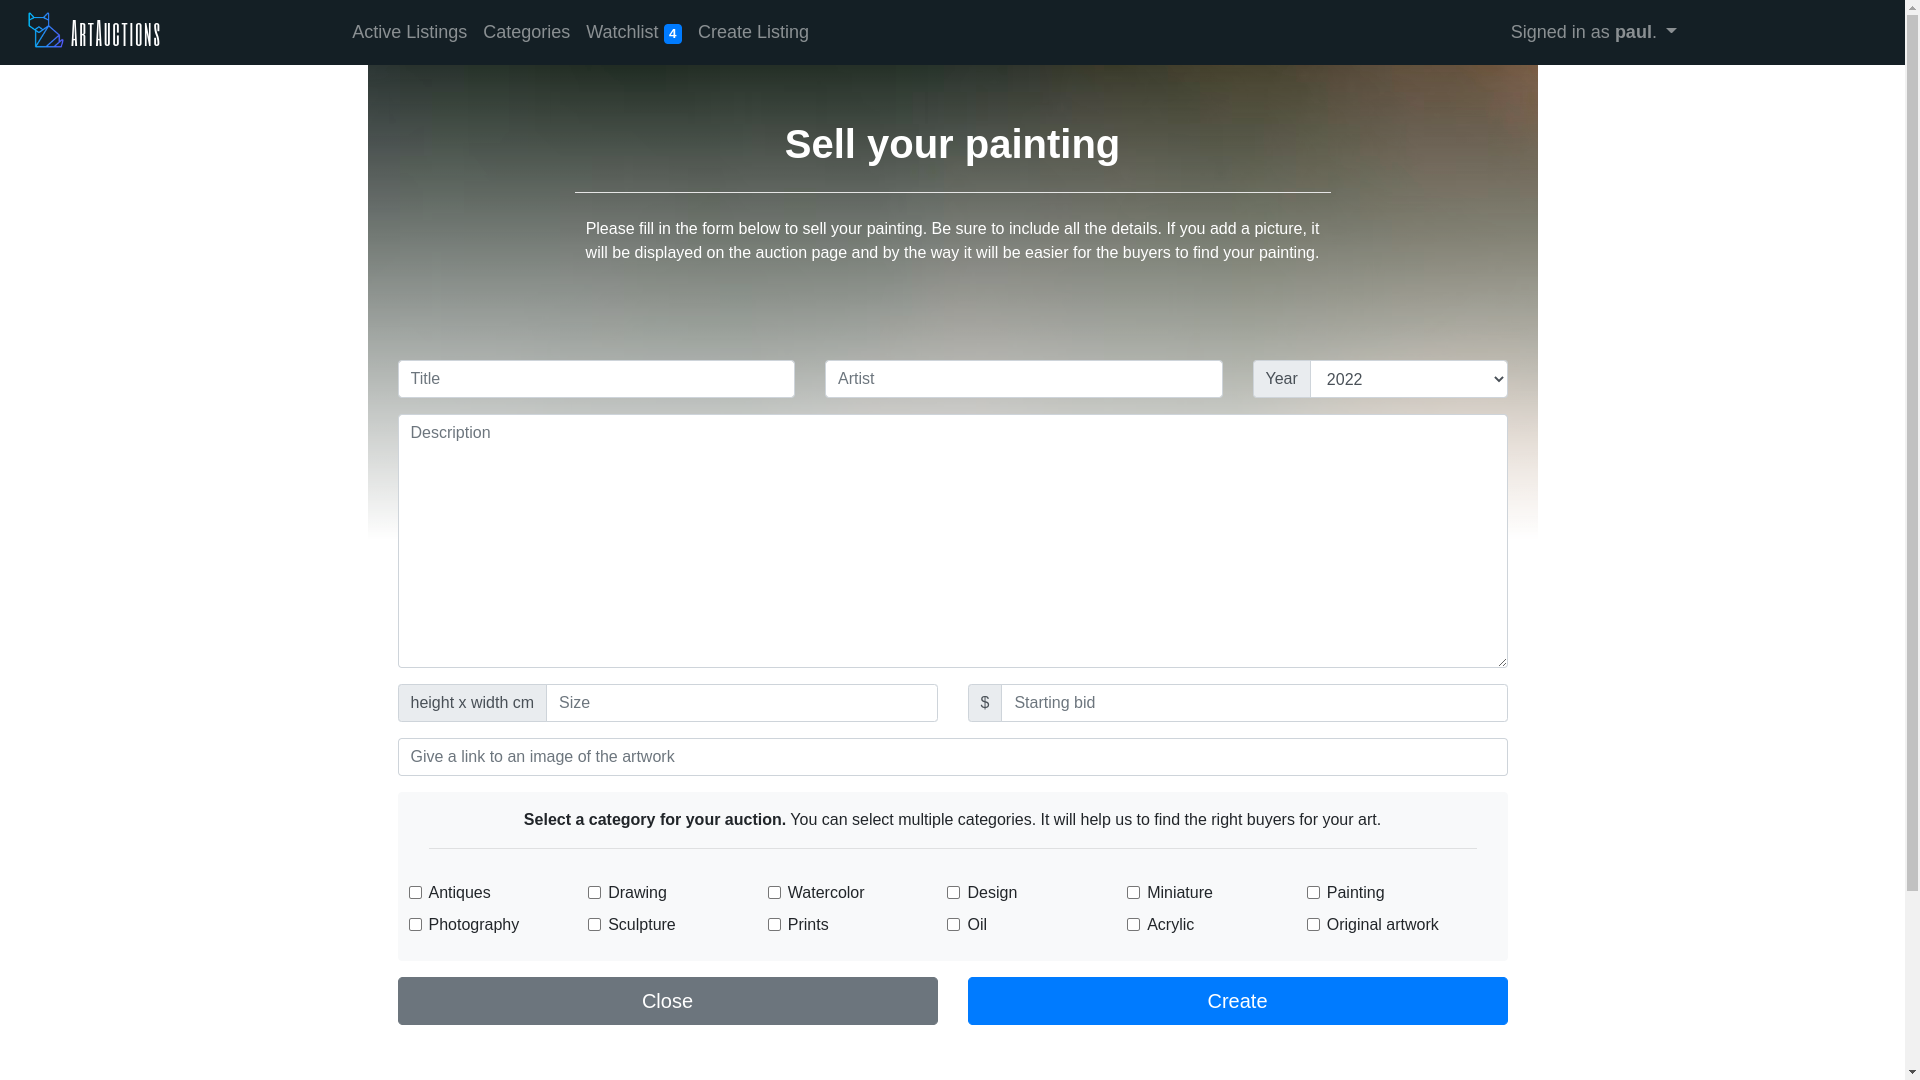 ArtAuctions Active Listings Categories Watchlist 4 Create Listing Signed in as paul.
Sell your painting
Please fill in the form below to sell your painting. Be sure to include all the details. If you add a picture, it
will be displayed on the auction page and by the way it will be easier for the buyers to find your painting.
Title Artist Year 2022
Description
height x width cm Size $ Starting bid
Give a link to an image of the artwork
Select a category for your auction. You can select multiple categories. It will help us to find the right buyers for your art.
Antiques Drawing Watercolor Design Miniature Painting
Photography Sculpture Prints Oil Acrylic Original artwork
Close Create